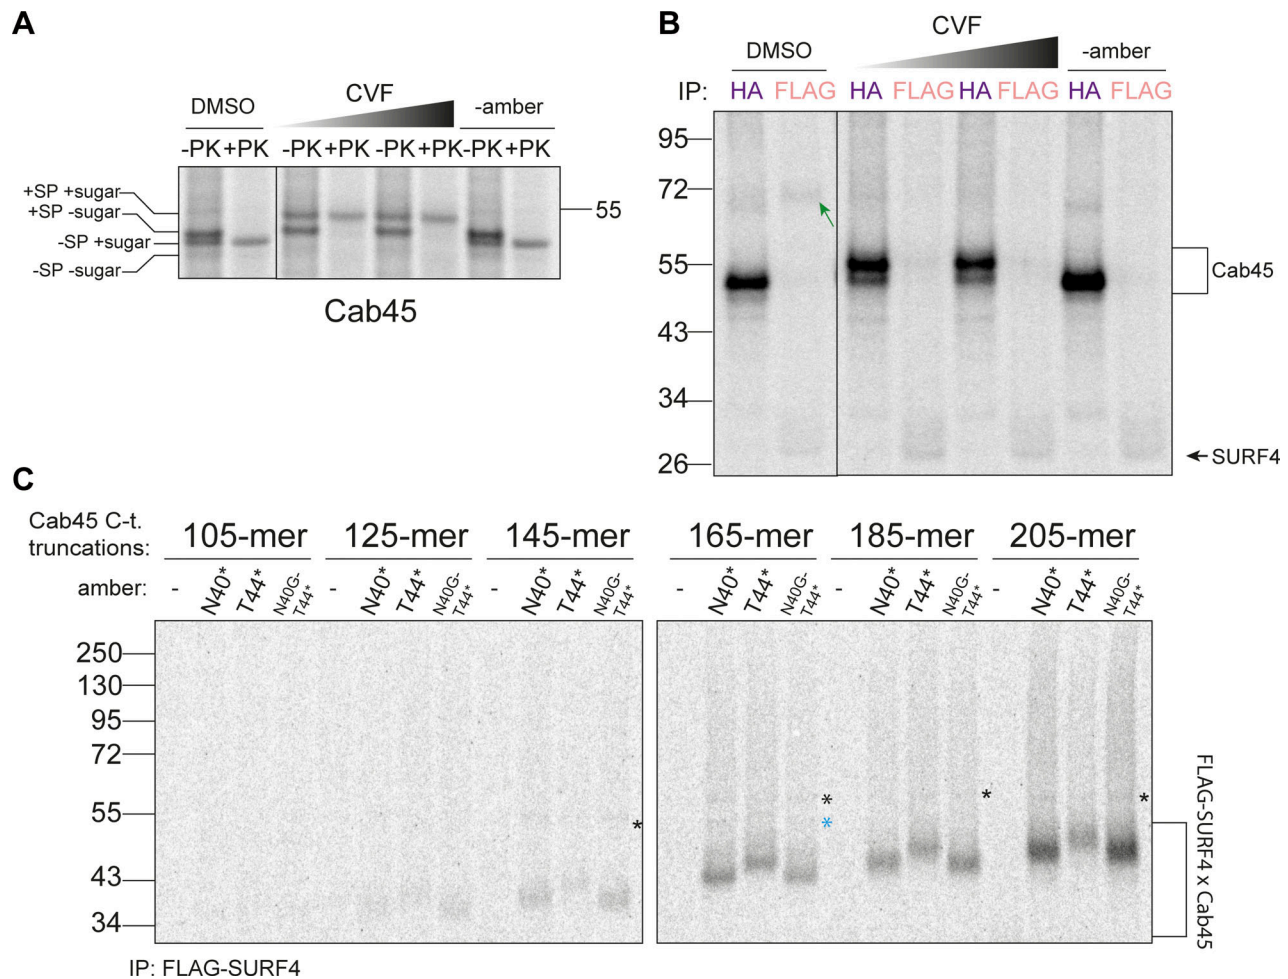 A
DMSO
CVF
-amber
-PK +PK -PK +PK -PK +PK -PK +PK
+SP +sugar
+SP -sugar
-SP +sugar
-SP -sugar
55
Cab45
B
CVF
DMSO
-amber
IP: HA FLAG HA FLAG HA FLAG HA FLAG
95
72
55
43
34
26
Cab45
SURF4
C
Cab45 C-t.
truncations:
105-mer 125-mer 145-mer 165-mer 185-mer 205-mer
amber:
- N40* T44* N40G-T44* - N40* T44* N40G-T44* - N40* T44* N40G-T44* - N40* T44* N40G-T44* - N40* T44* N40G-T44* - N40* T44* N40G-T44*
250
130
95
72
55
43
34
*
*
*
*
*
FLAG-SURF4 x Cab45
IP: FLAG-SURF4